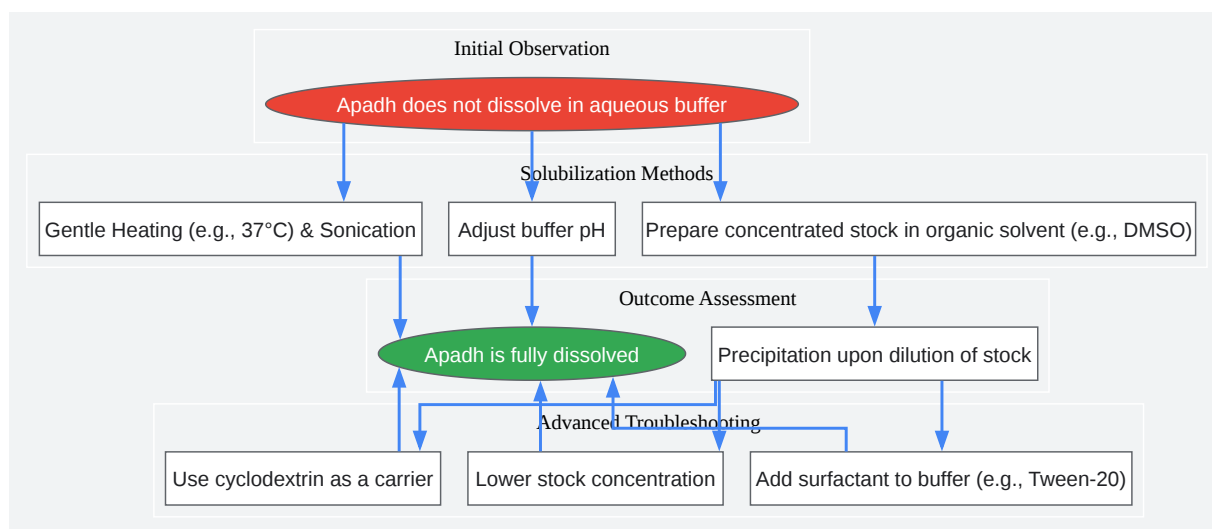 Initial Observation
Apadh does not dissolve in aqueous buffer
Solubilization Methods
Gentle Heating (e.g., 37°C) & Sonication
Adjust buffer pH
Prepare concentrated stock in organic solvent (e.g., DMSO)
Outcome Assessment
Apadh is fully dissolved
Precipitation upon dilution of stock
Advanced Troubleshooting
Use cyclodextrin as a carrier
Lower stock concentration
Add surfactant to buffer (e.g., Tween-20)